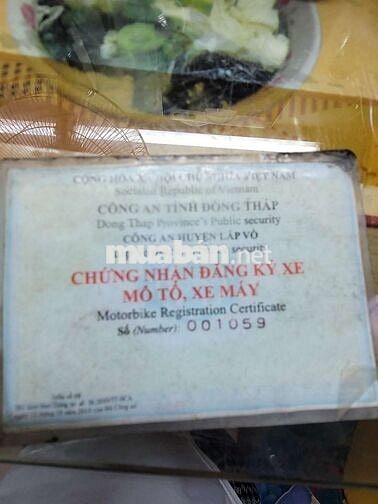 CỘNG HÒA XÃ HỘI CHỦ NGHĨA VIỆT NAM
Socialist Republic of Vietnam
CÔNG AN TỈNH ĐỒNG THÁP
Dong Thap Province's Public security
CÔNG AN HUYỆN LẤP VÒ
security
muaban.net
CHỨNG NHẬN ĐĂNG KÝ XE
MÔ TÔ, XE MÁY
Motorbike Registration Certificate
Số (Number): 001059